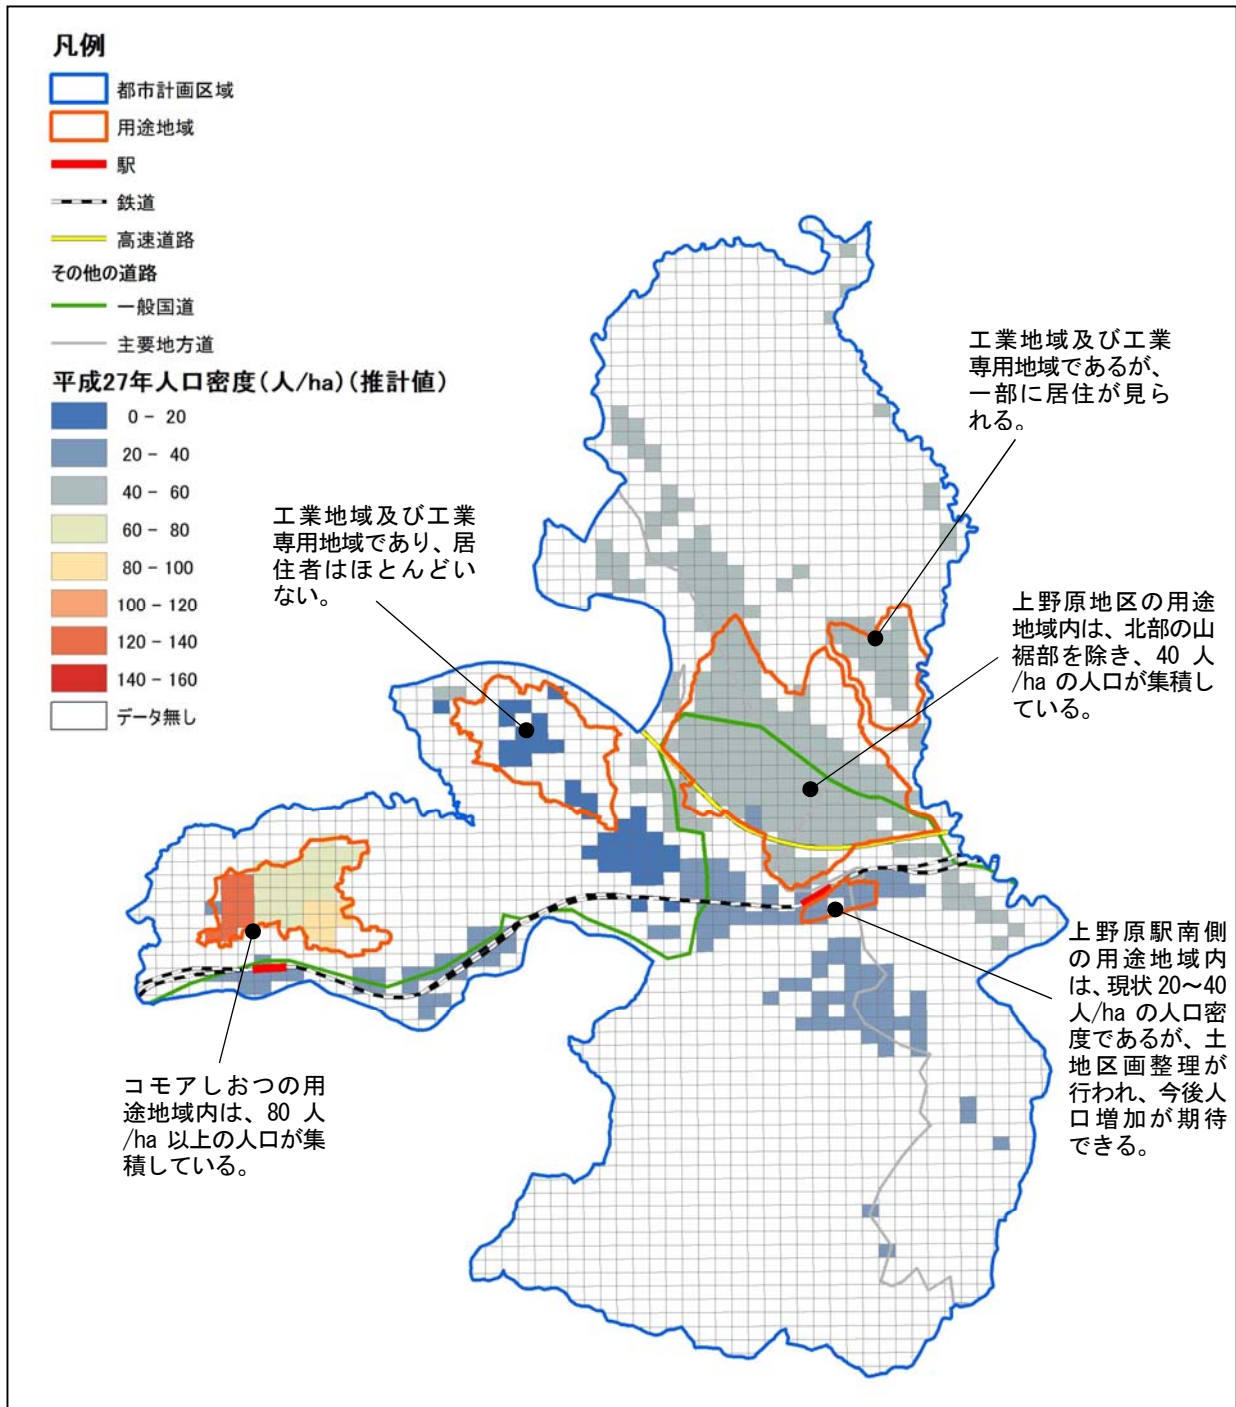 凡例
都市計画区域
用途地域
駅
鉄道
高速道路
その他の道路
一般国道
主要地方道
平成27年人口密度(人/ha)(推計値)
0 - 20
20 - 40
40 - 60
60 - 80
80 - 100
100 - 120
120 - 140
140 - 160
データ無し
工業地域及び工業
専用地域であるが、
一部に居住が見ら
れる。
工業地域及び工業
専用地域であり、居
住者はほとんどい
ない。
上野原地区の用途
地域内は、北部の山
裾部を除き、40 人
/ha の人口が集積し
ている。
上野原駅南側
の用途地域内
は、現状 20～40
人/ha の人口密
度であるが、土
地区画整理が
行われ、今後人
口増加が期待
できる。
コモアしおつの用
途地域内は、80 人
/ha 以上の人口が集
積している。